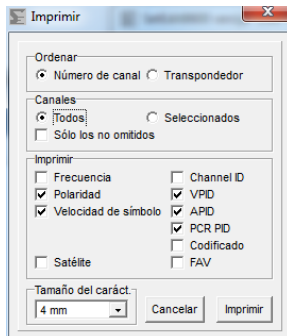 Imprimir
Ordenar
Número de canal Transpondedor
Canales
Todos Seleccionados
Sólo los no omitidos
Imprimir
Frecuencia Channel ID
Polaridad VPID
Velocidad de símbolo APID
PCR PID
Codificado
Satélite FAV
Tamaño del caráct.
4 mm Cancelar Imprimir